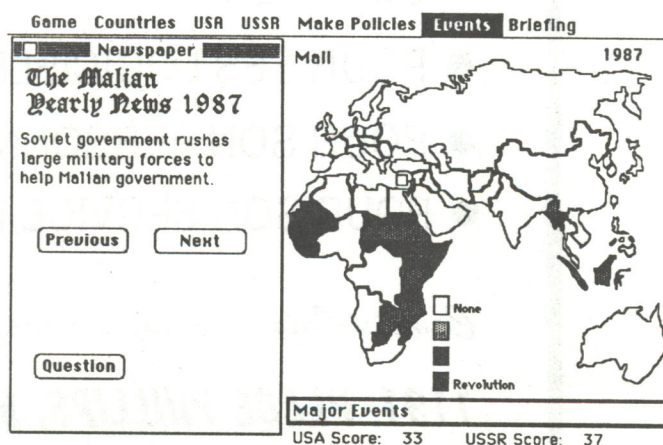 Game Countries USA USSR Make Policies Events Briefing
Newspaper
The Malian
Yearly News 1987
Soviet government rushes
large military forces to
help Malian government.
Previous Next
Question
Mali 1987
None
Revolution
Major Events
USA Score: 33 USSR Score: 37